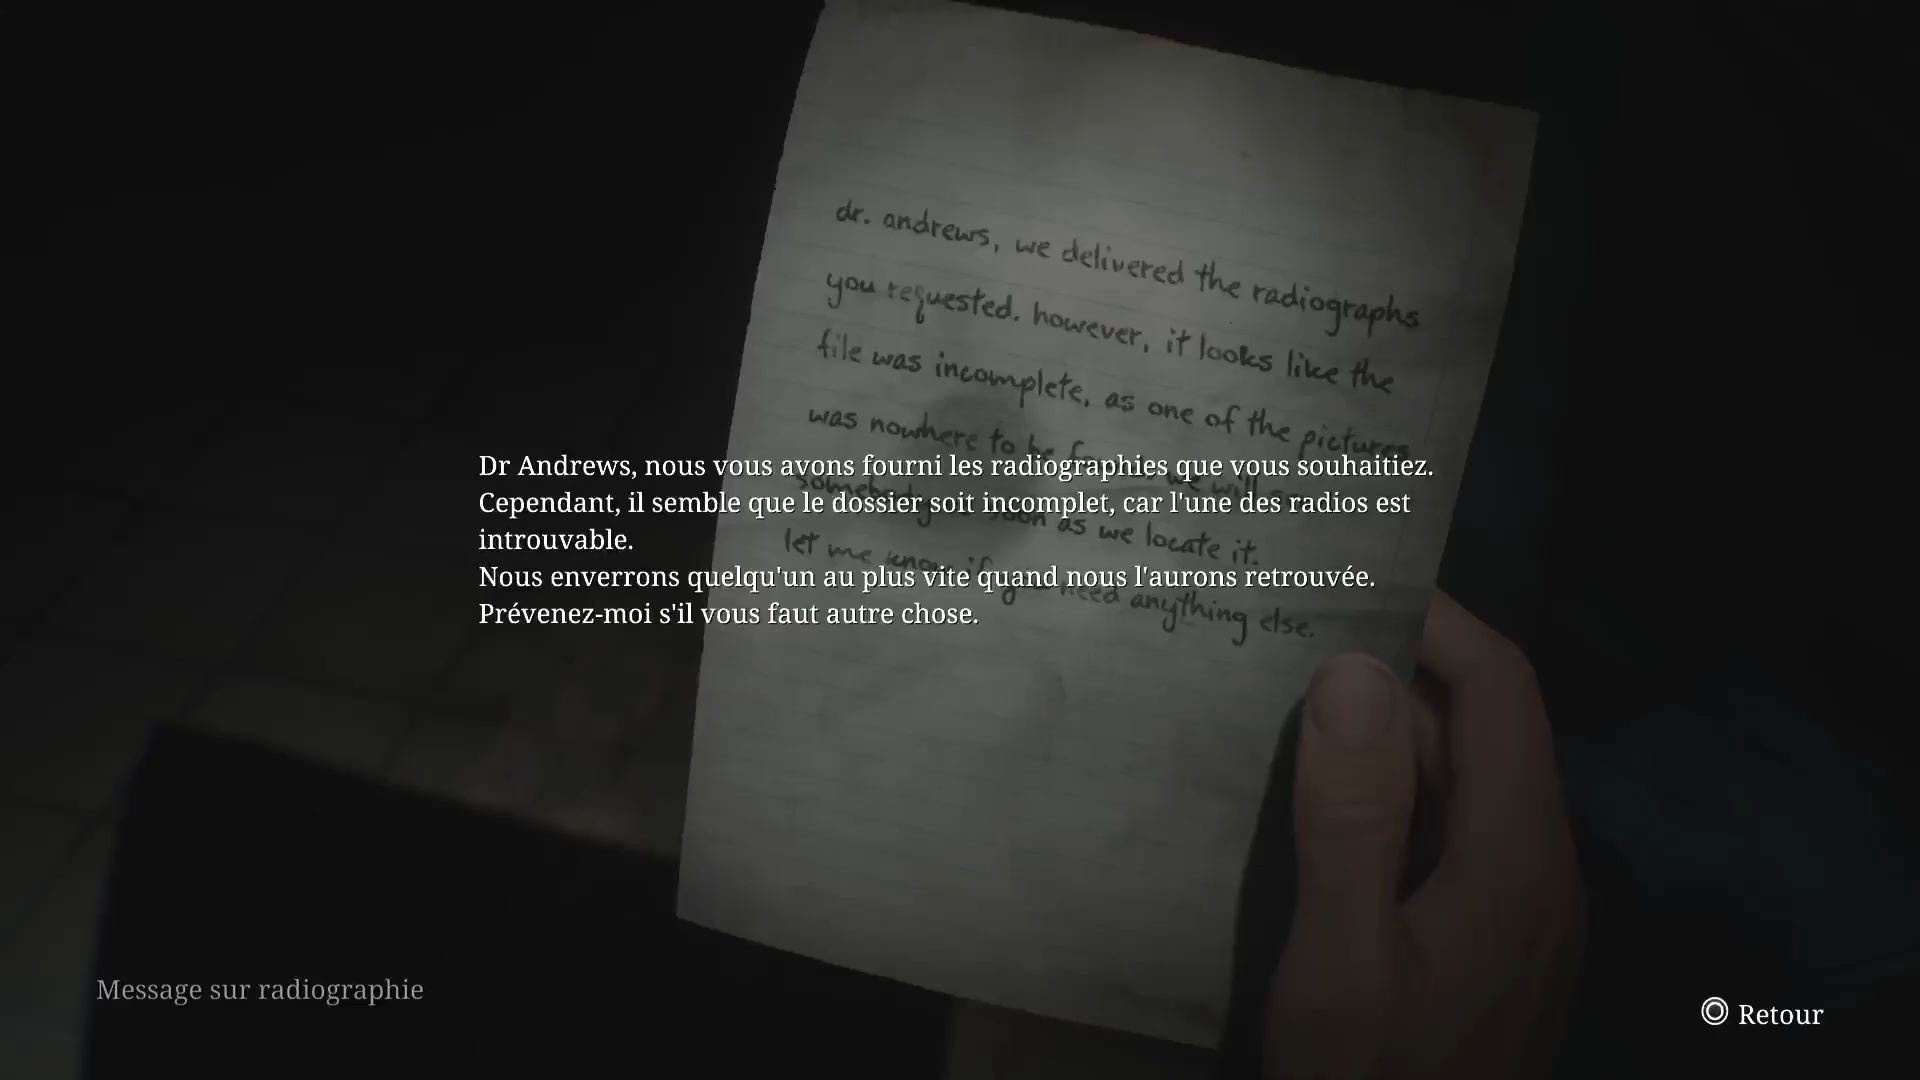 dr. andrews, we delivered the radiographs
you requested. however, it looks like the
file was incomplete, as one of the pictures
was nowhere to be
as we locate it.
let me know if need anything else.
Dr Andrews, nous vous avons fourni les radiographies que vous souhaitiez.
Cependant, il semble que le dossier soit incomplet, car l'une des radios est
introuvable.
Nous enverrons quelqu'un au plus vite quand nous l'aurons retrouvée.
Prévenez-moi s'il vous faut autre chose.
Message sur radiographie
Retour